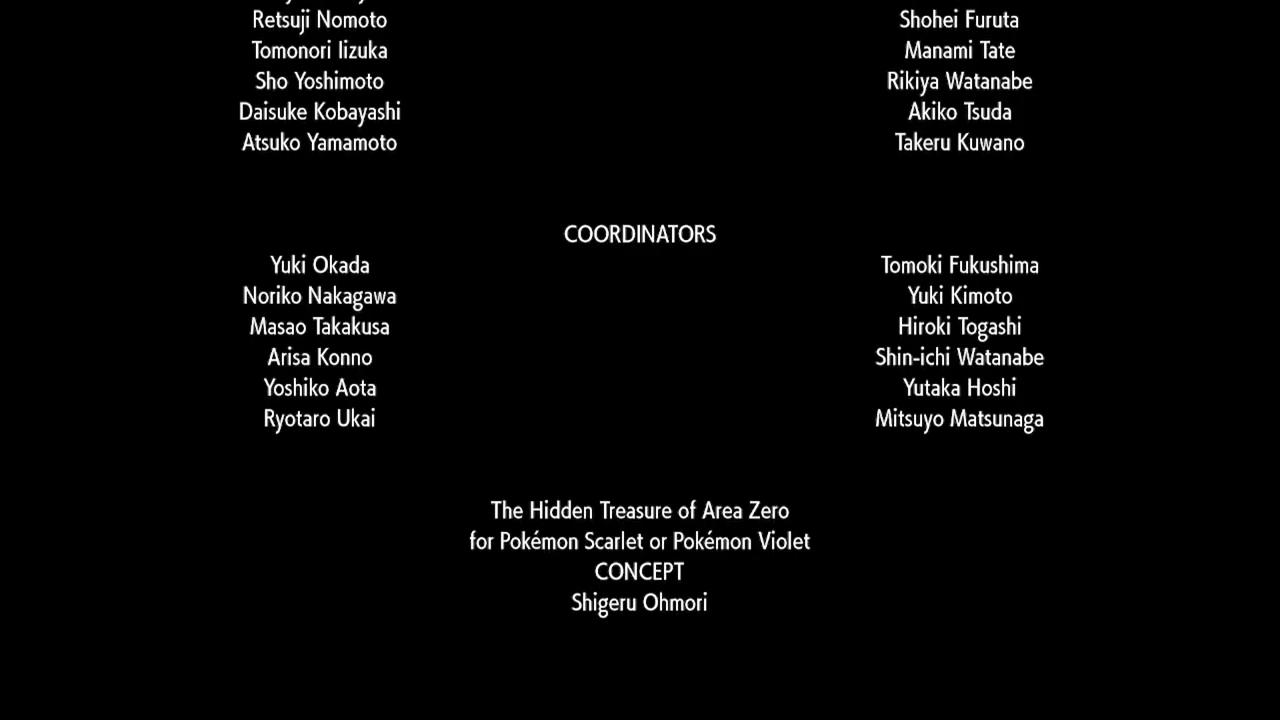 Retsuji Nomoto
Shohei Furuta
Tomonori Iizuka
Manami Tate
Sho Yoshimoto
Rikiya Watanabe
Daisuke Kobayashi
Akiko Tsuda
Atsuko Yamamoto
Takeru Kuwano
COORDINATORS
Yuki Okada
Tomoki Fukushima
Noriko Nakagawa
Yuki Kimoto
Masao Takakusa
Hiroki Togashi
Arisa Konno
Shin-ichi Watanabe
Yoshiko Aota
Yutaka Hoshi
Ryotaro Ukai
Mitsuyo Matsunaga
The Hidden Treasure of Area Zero
for Pokémon Scarlet or Pokémon Violet
CONCEPT
Shigeru Ohmori